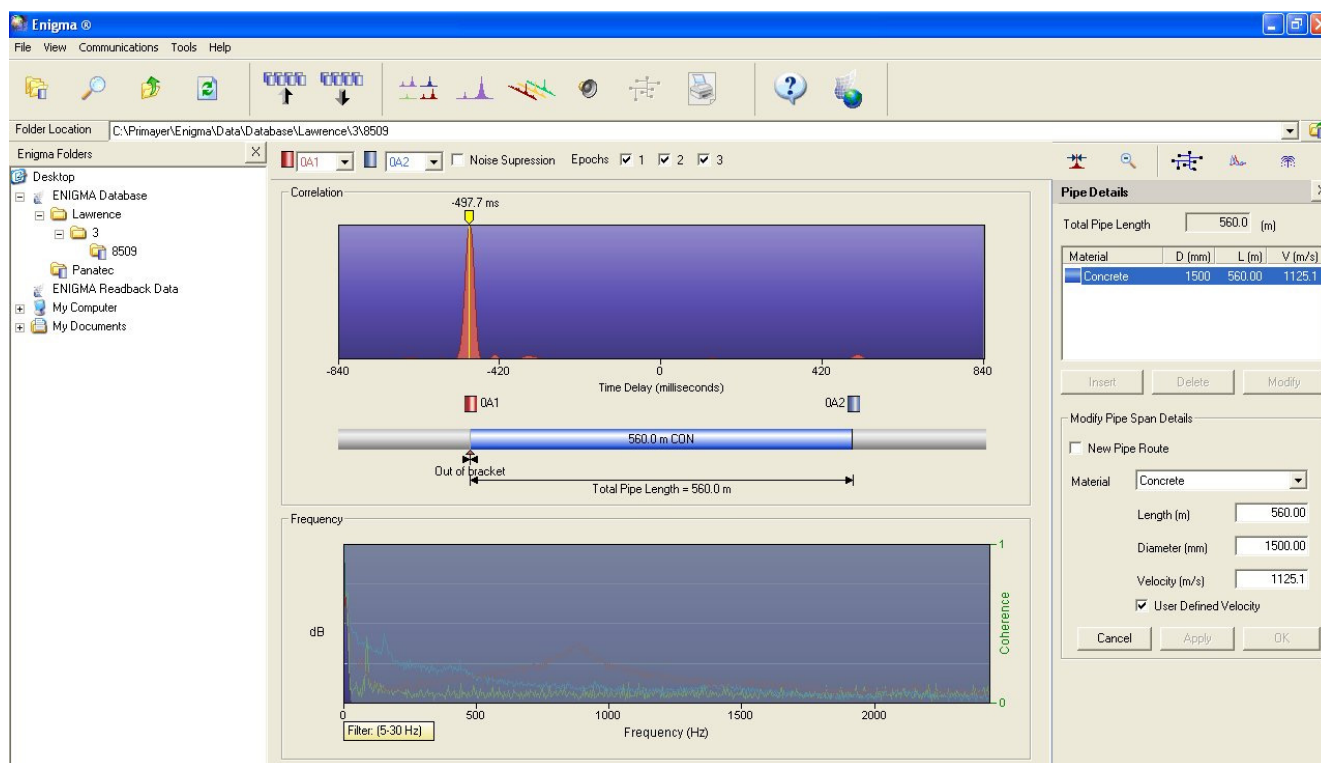 Enigma ®
File View Communications Tools Help
Folder Location C:\Primayer\Enigma\Data\Database\Lawrence\3\8509
Enigma Folders
Desktop
ENIGMA Database
Lawrence
3
8509
Panatec
ENIGMA Readback Data
My Computer
My Documents
0A1 0A2 Noise Supression Epochs 1 2 3
Correlation
-497.7 ms
-840 -420 0 420 840
Time Delay (milliseconds)
0A1 0A2
560.0 m CON
Out of bracket
Total Pipe Length = 560.0 m
Frequency
1
dB
Coherence
0
0 500 1000 1500 2000
Filter: (5-30 Hz)
Frequency (Hz)
Pipe Details
Total Pipe Length 560.0 (m)
Material D (mm) L (m) V (m/s)
Concrete 1500 560.00 1125.1
Insert Delete Modify
Modify Pipe Span Details
New Pipe Route
Material Concrete
Length (m) 560.00
Diameter (mm) 1500.00
Velocity (m/s) 1125.1
User Defined Velocity
Cancel Apply OK